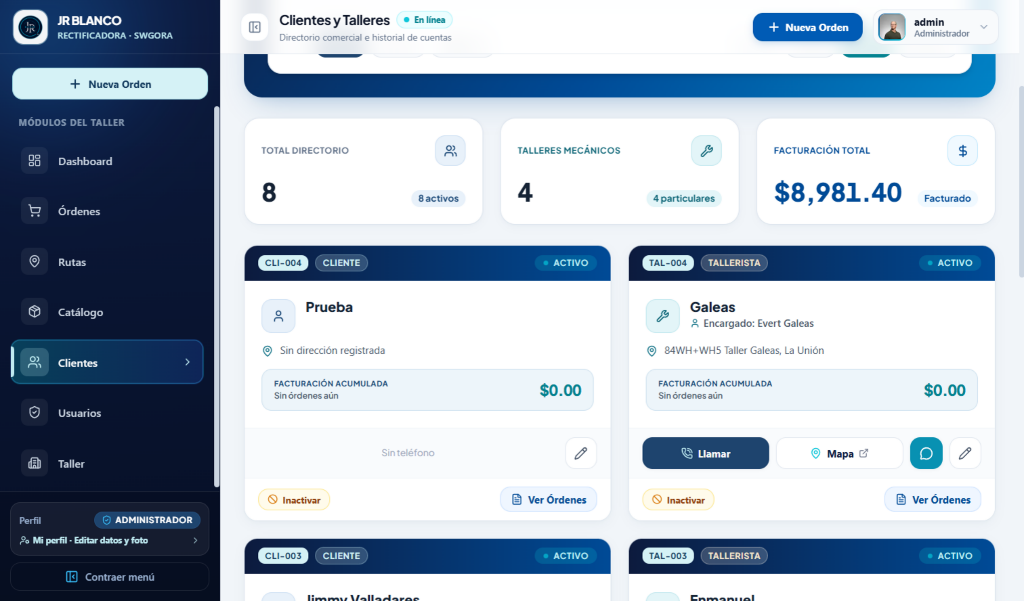 JR BLANCO
RECTIFICADORA · SWGORA
Nueva Orden
MÓDULOS DEL TALLER
Dashboard
Órdenes
Rutas
Catálogo
Clientes
Usuarios
Taller
Perfil
ADMINISTRADOR
Mi perfil · Editar datos y foto
Contraer menú
Clientes y Talleres
En línea
Directorio comercial e historial de cuentas
Nueva Orden
admin
Administrador
TOTAL DIRECTORIO
8
8 activos
TALLERES MECÁNICOS
4
4 particulares
FACTURACIÓN TOTAL
$8,981.40
Facturado
CLI-004
CLIENTE
ACTIVO
Prueba
Sin dirección registrada
FACTURACIÓN ACUMULADA
Sin órdenes aún
$0.00
Sin teléfono
Inactivar
Ver Órdenes
TAL-004
TALLERISTA
ACTIVO
Galeas
Encargado: Evert Galeas
84WH+WH5 Taller Galeas, La Unión
FACTURACIÓN ACUMULADA
Sin órdenes aún
$0.00
Llamar
Mapa
Inactivar
Ver Órdenes
CLI-003
CLIENTE
ACTIVO
Jimmy Valladares
TAL-003
TALLERISTA
ACTIVO
Enmanuel